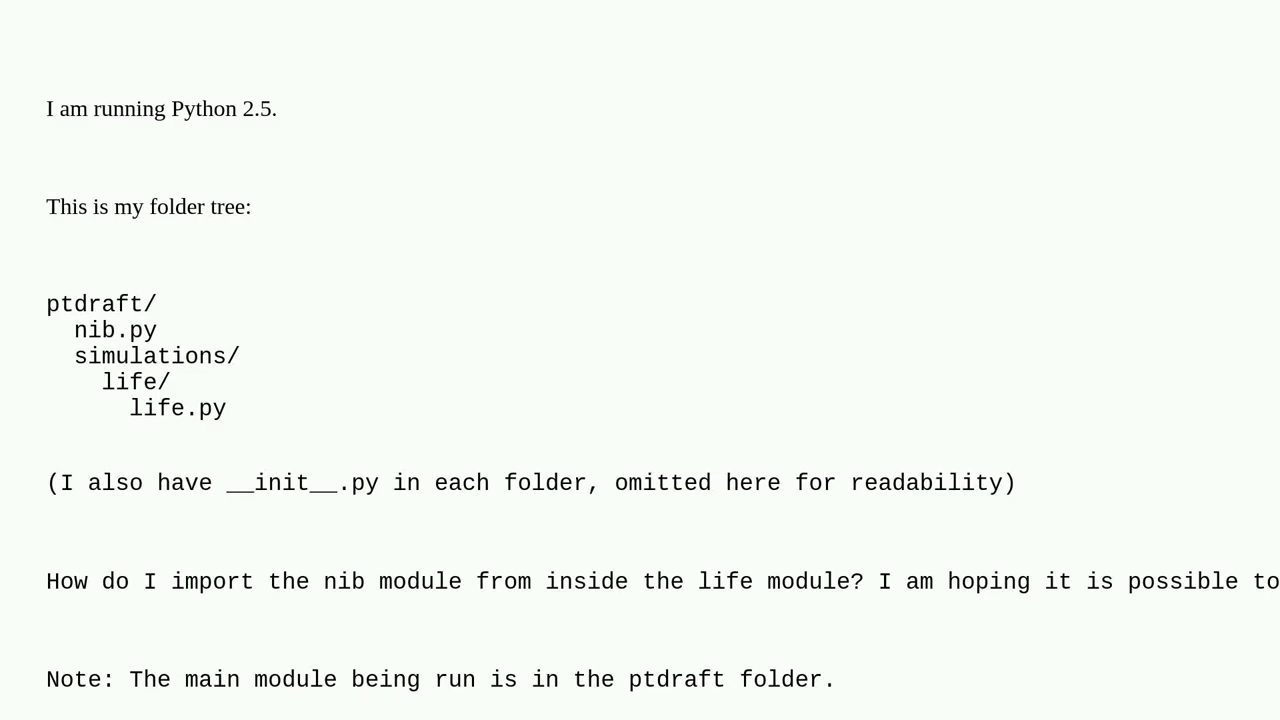 I am running Python 2.5.
This is my folder tree:
ptdraft/
  nib.py
  simulations/
    life/
      life.py
(I also have __init__.py in each folder, omitted here for readability)
How do I import the nib module from inside the life module? I am hoping it is possible to
Note: The main module being run is in the ptdraft folder.